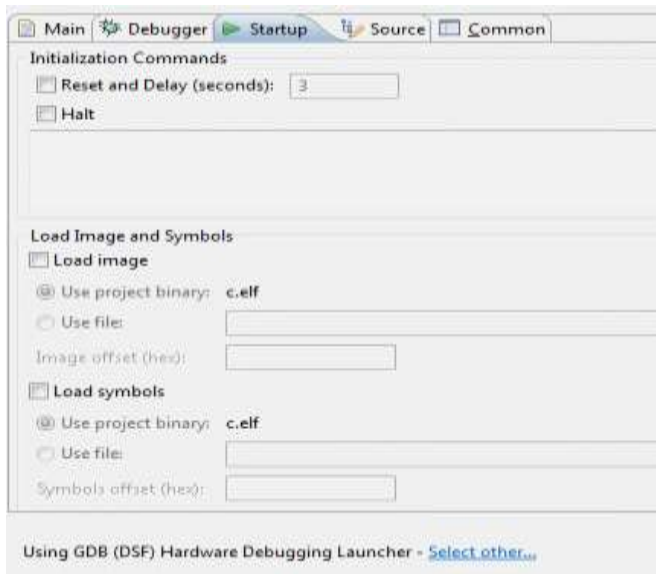 Main Debugger Startup Source Common
Initialization Commands
Reset and Delay (seconds): 3
Halt
Load Image and Symbols
Load image
Use project binary: c.elf
Use file:
Image offset (hex):
Load symbols
Use project binary: c.elf
Use file:
Symbols offset (hex):
Using GDB (DSF) Hardware Debugging Launcher - Select other...